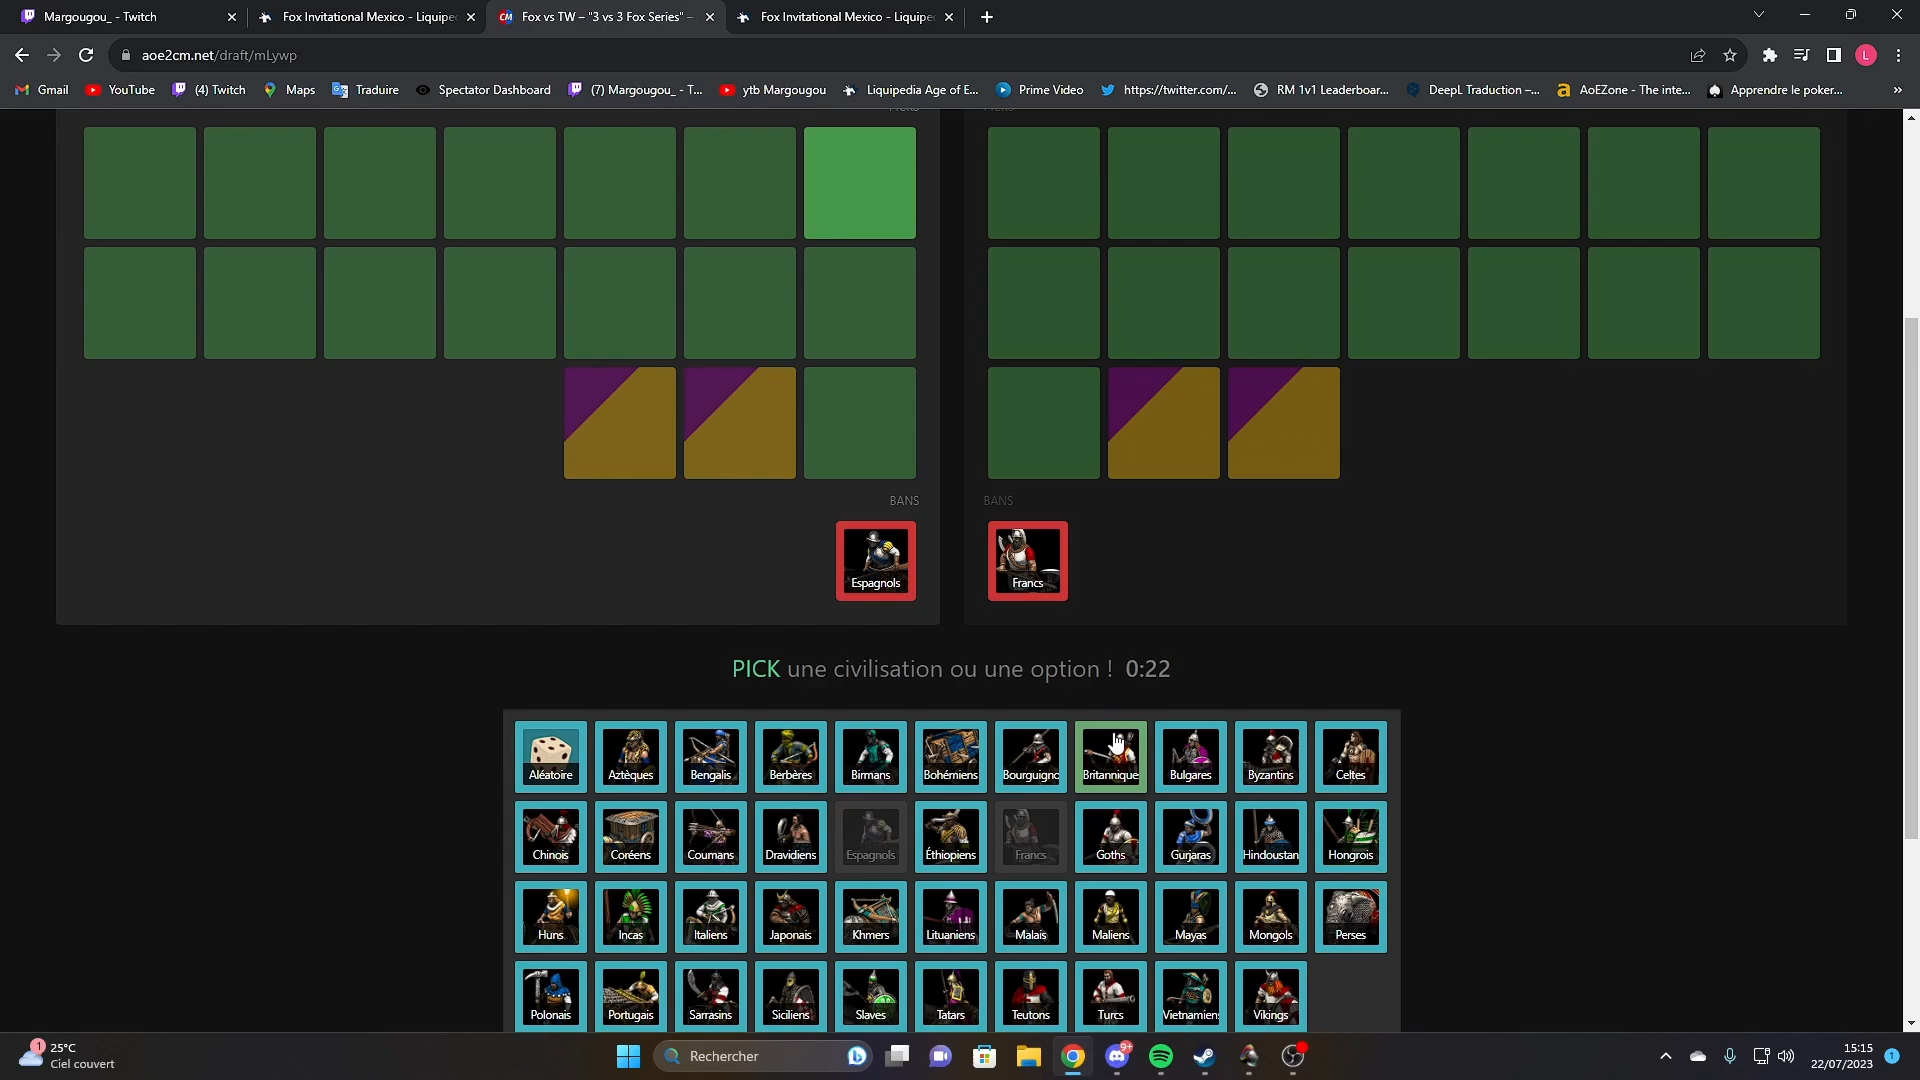 Margougou_ - Twitch
Fox Invitational Mexico - Liquipe
Fox vs TW – "3 vs 3 Fox Series" –
Fox Invitational Mexico - Liquipe
aoe2cm.net/draft/mLywp
Gmail
YouTube
(4) Twitch
Maps
Traduire
Spectator Dashboard
(7) Margougou_ - T...
ytb Margougou
Liquipedia Age of E...
Prime Video
https://twitter.com/...
RM 1v1 Leaderboar...
DeepL Traduction –...
AoEZone - The inte...
Apprendre le poker...
L
BANS
BANS
Espagnols
Francs
PICK une civilisation ou une option ! 0:22
Aléatoire
Aztèques
Bengalis
Berbères
Birmans
Bohémiens
Bourguigno
Britannique
Bulgares
Byzantins
Celtes
Chinois
Coréens
Coumans
Dravidiens
Espagnols
Éthiopiens
Francs
Goths
Gurjaras
Hindoustan
Hongrois
Huns
Incas
Italiens
Japonais
Khmers
Lituaniens
Malais
Maliens
Mayas
Mongols
Perses
Polonais
Portugais
Sarrasins
Siciliens
Slaves
Tatars
Teutons
Turcs
Vietnamiens
Vikings
1
25°C
Ciel couvert
Rechercher
9+
15:15
22/07/2023
1